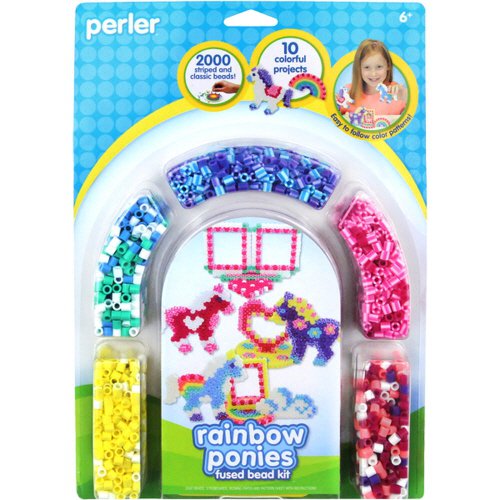 perler
6+
2000
striped and
classic beads!
10
colorful
projects
Easy to follow color patterns!
rainbow
ponies
fused bead kit